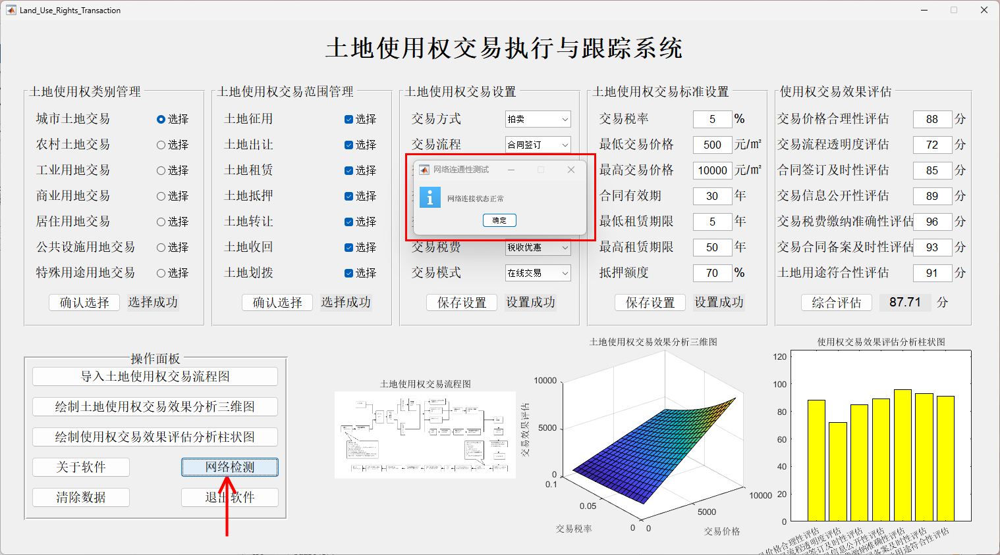 Land_Use_Rights_Transaction
土地使用权交易执行与跟踪系统
土地使用权类别管理
城市土地交易 选择
农村土地交易 选择
工业用地交易 选择
商业用地交易 选择
居住用地交易 选择
公共设施用地交易 选择
特殊用途用地交易 选择
确认选择 选择成功
土地使用权交易范围管理
土地征用 选择
土地出让 选择
土地租赁 选择
土地抵押 选择
土地转让 选择
土地收回 选择
土地划拨 选择
确认选择 选择成功
土地使用权交易设置
交易方式 拍卖
交易流程 合同签订
网络连通性测试
网络连接状态正常
确定
交易税费 税收优惠
交易模式 在线交易
保存设置 设置成功
土地使用权交易标准设置
交易税率 5 %
最低交易价格 500 元/㎡
最高交易价格 10000 元/㎡
合同有效期 30 年
最低租赁期限 5 年
最高租赁期限 50 年
抵押额度 70 %
保存设置 设置成功
使用权交易效果评估
交易价格合理性评估 88 分
交易流程透明度评估 72 分
合同签订及时性评估 85 分
交易信息公开性评估 89 分
交易税费缴纳准确性评估 96 分
交易合同备案及时性评估 93 分
土地用途符合性评估 91 分
综合评估 87.71 分
操作面板
导入土地使用权交易流程图
绘制土地使用权交易效果分析三维图
绘制使用权交易效果评估分析柱状图
关于软件 网络检测
清除数据 退出软件
土地使用权交易流程图
土地使用权交易效果分析三维图
交易效果评估
10000
5000
0
0.1
0.05
0
0
5000
10000
交易税率
交易价格
使用权交易效果评估分析柱状图
120
100
80
60
40
20
0
易价格合理性评估
流程透明度评估
签订及时性评估
信息公开性评估
缴纳准确性评估
备案及时性评估
用途符合性评估